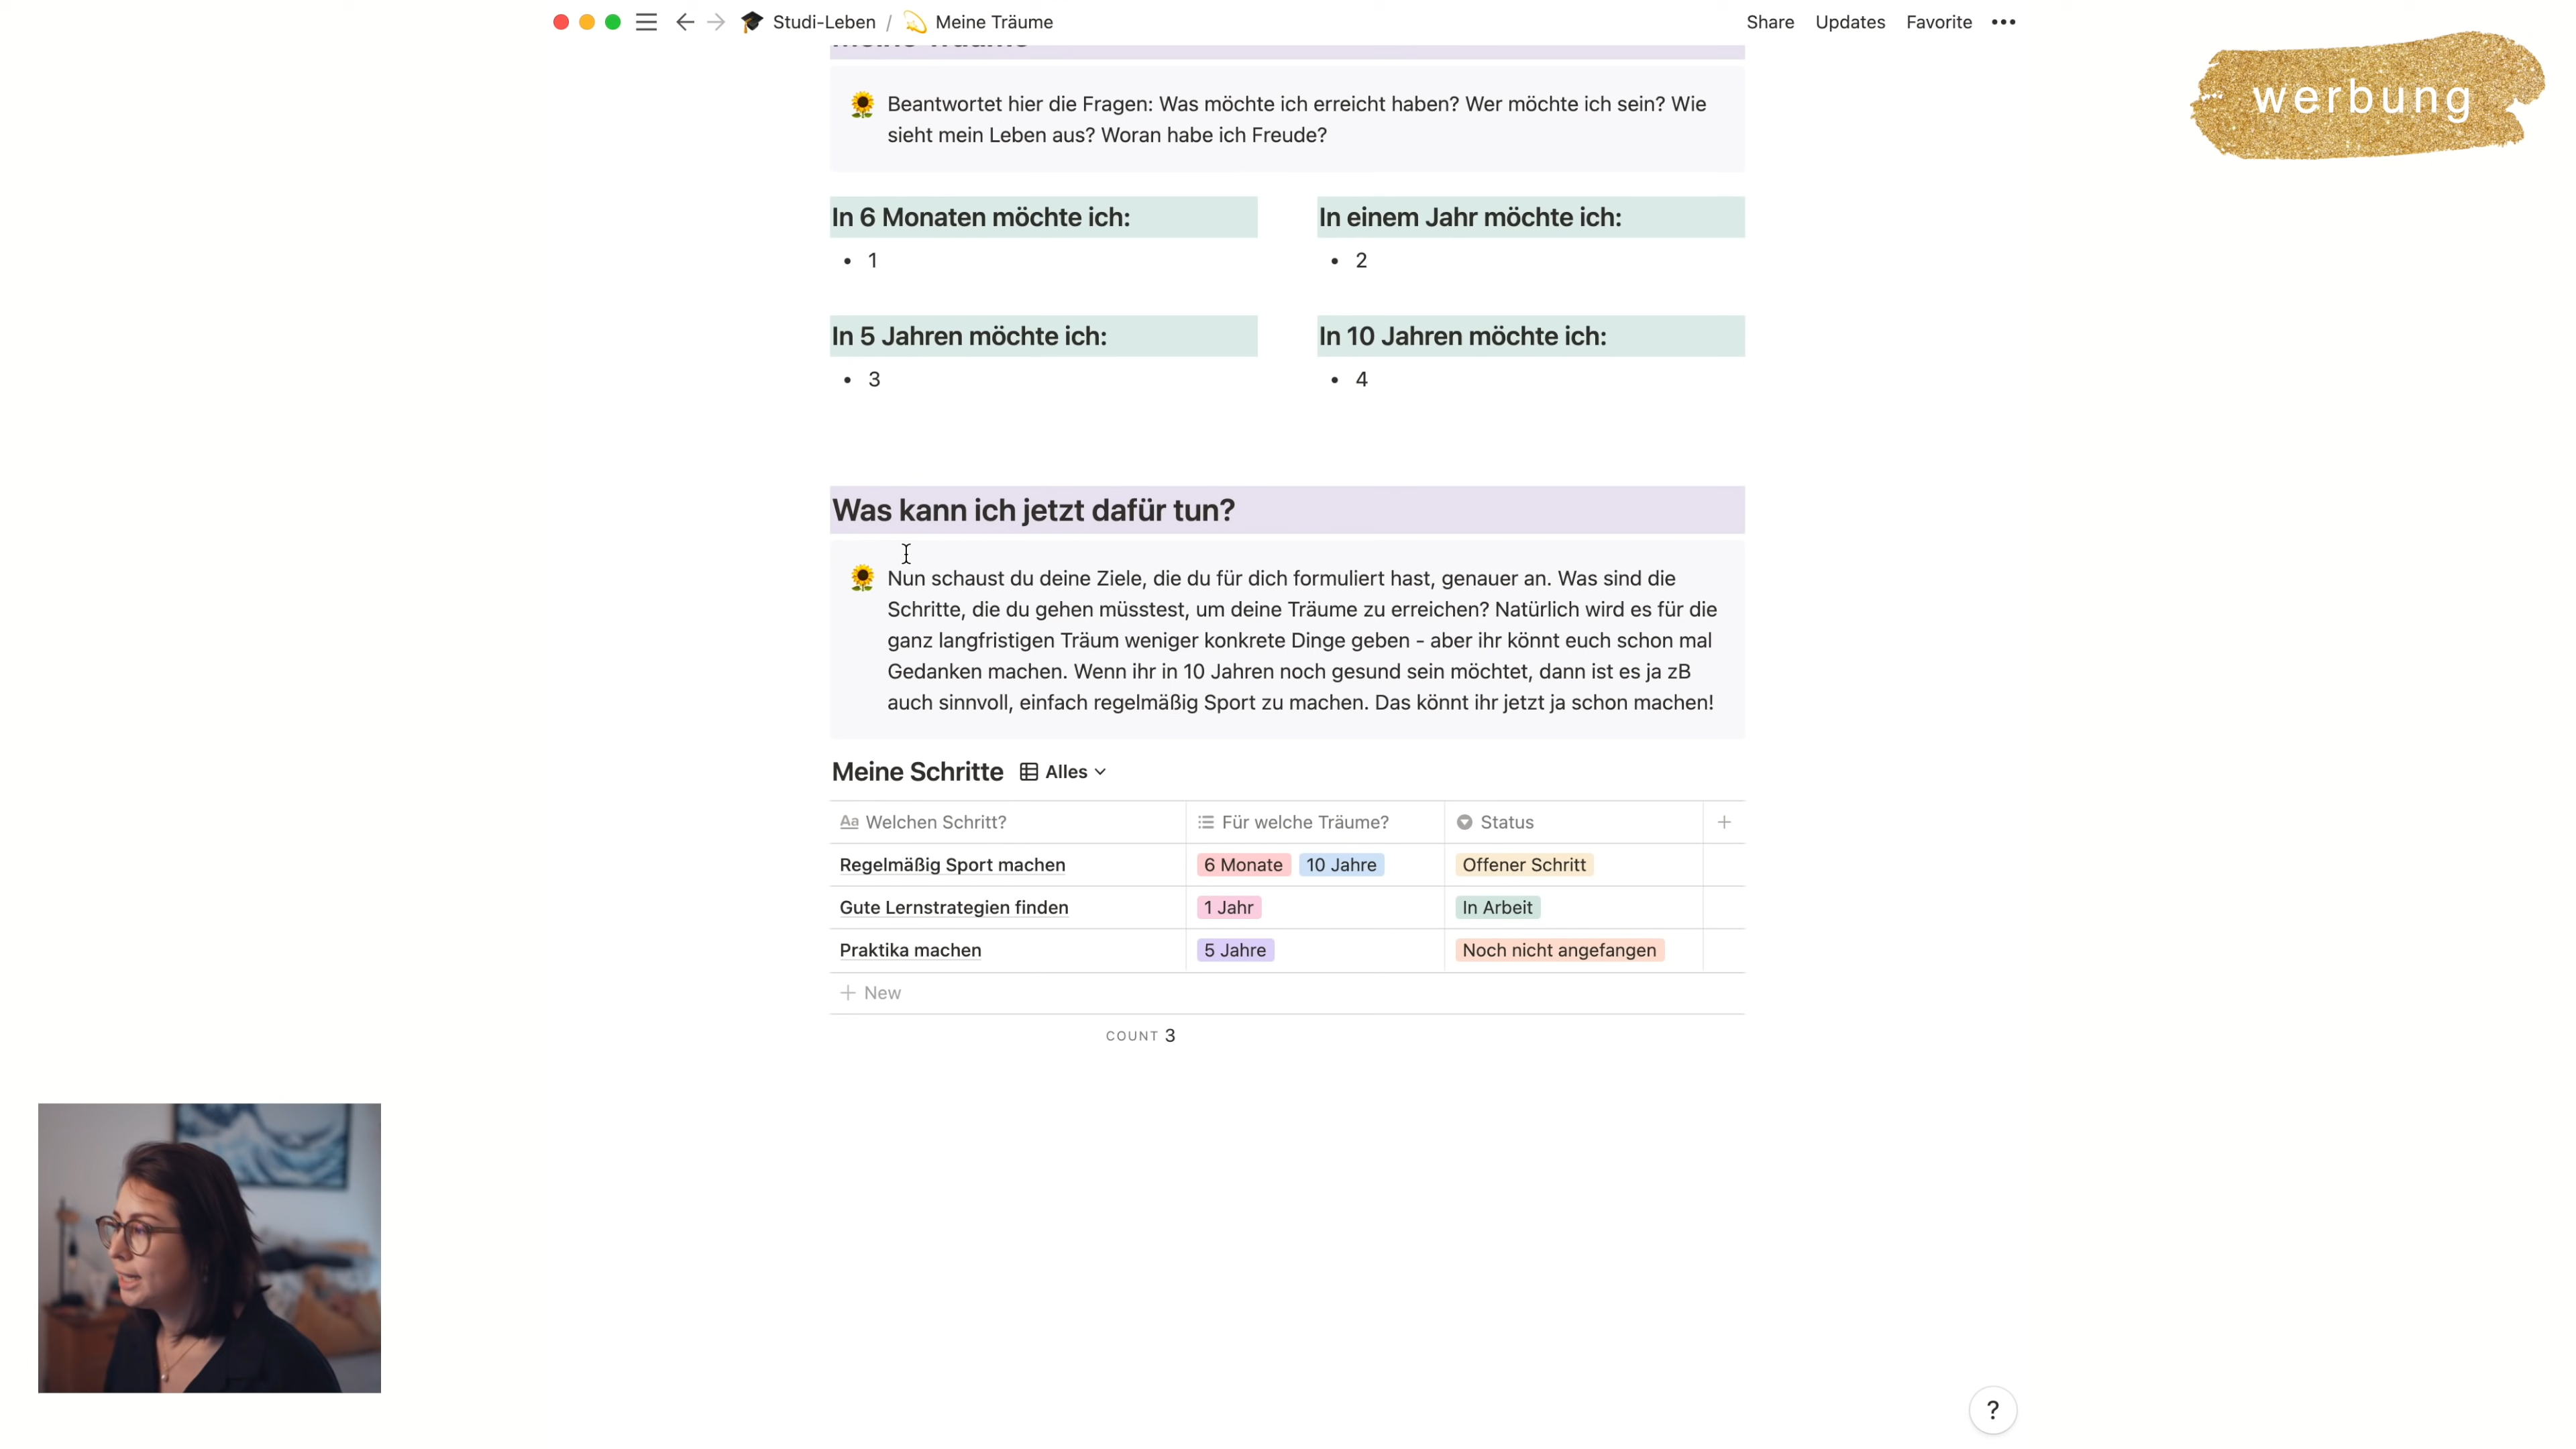 Studi-Leben / Meine Träume
Share Updates Favorite
werbung
Meine Träume
Beantwortet hier die Fragen: Was möchte ich erreicht haben? Wer möchte ich sein? Wie
sieht mein Leben aus? Woran habe ich Freude?
In 6 Monaten möchte ich:
• 1
In einem Jahr möchte ich:
• 2
In 5 Jahren möchte ich:
• 3
In 10 Jahren möchte ich:
• 4
Was kann ich jetzt dafür tun?
Nun schaust du deine Ziele, die du für dich formuliert hast, genauer an. Was sind die
Schritte, die du gehen müsstest, um deine Träume zu erreichen? Natürlich wird es für die
ganz langfristigen Träum weniger konkrete Dinge geben - aber ihr könnt euch schon mal
Gedanken machen. Wenn ihr in 10 Jahren noch gesund sein möchtet, dann ist es ja zB
auch sinnvoll, einfach regelmäßig Sport zu machen. Das könnt ihr jetzt ja schon machen!
Meine Schritte Alles
Aa Welchen Schritt? Für welche Träume? Status +
Regelmäßig Sport machen 6 Monate 10 Jahre Offener Schritt
Gute Lernstrategien finden 1 Jahr In Arbeit
Praktika machen 5 Jahre Noch nicht angefangen
+ New
COUNT 3
?